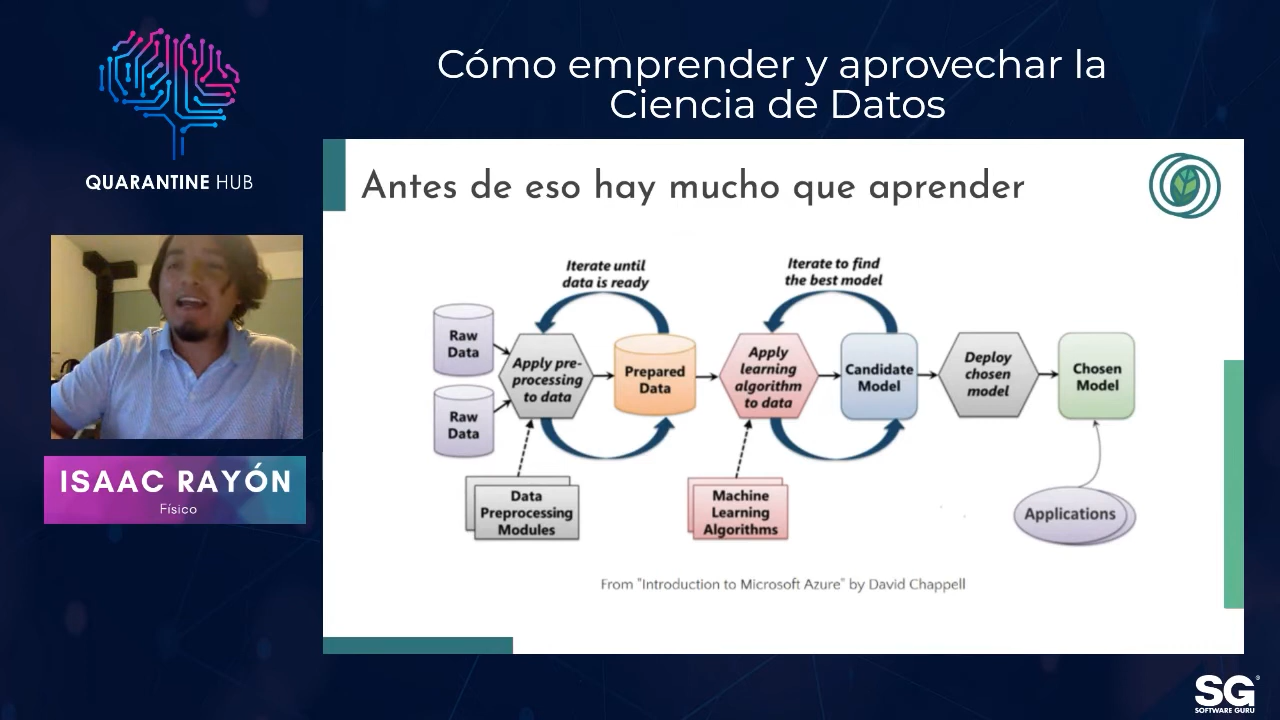 Cómo emprender y aprovechar la
Ciencia de Datos
QUARANTINE HUB
Antes de eso hay mucho que aprender
ISAAC RAYÓN
Físico
Iterate until
data is ready
Iterate to find
the best model
Raw
Data
Raw
Data
Apply pre-
processing
to data
Prepared
Data
Apply
learning
algorithm
to data
Candidate
Model
Deploy
chosen
model
Chosen
Model
Data
Preprocessing
Modules
Machine
Learning
Algorithms
Applications
From "Introduction to Microsoft Azure" by David Chappell
SG
SOFTWARE GURU